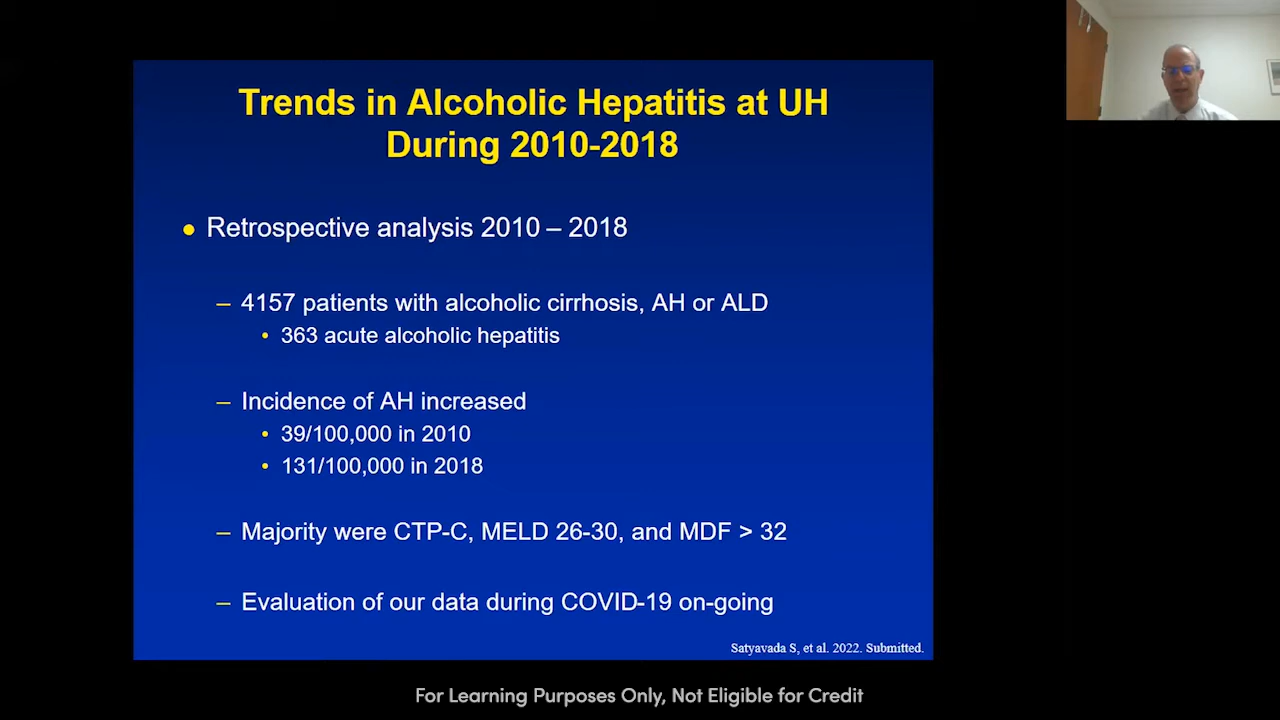 Trends in Alcoholic Hepatitis at UH
During 2010-2018
Retrospective analysis 2010 – 2018
– 4157 patients with alcoholic cirrhosis, AH or ALD
• 363 acute alcoholic hepatitis
– Incidence of AH increased
• 39/100,000 in 2010
• 131/100,000 in 2018
– Majority were CTP-C, MELD 26-30, and MDF > 32
– Evaluation of our data during COVID-19 on-going
Satyavada S, et al. 2022. Submitted.
For Learning Purposes Only, Not Eligible for Credit